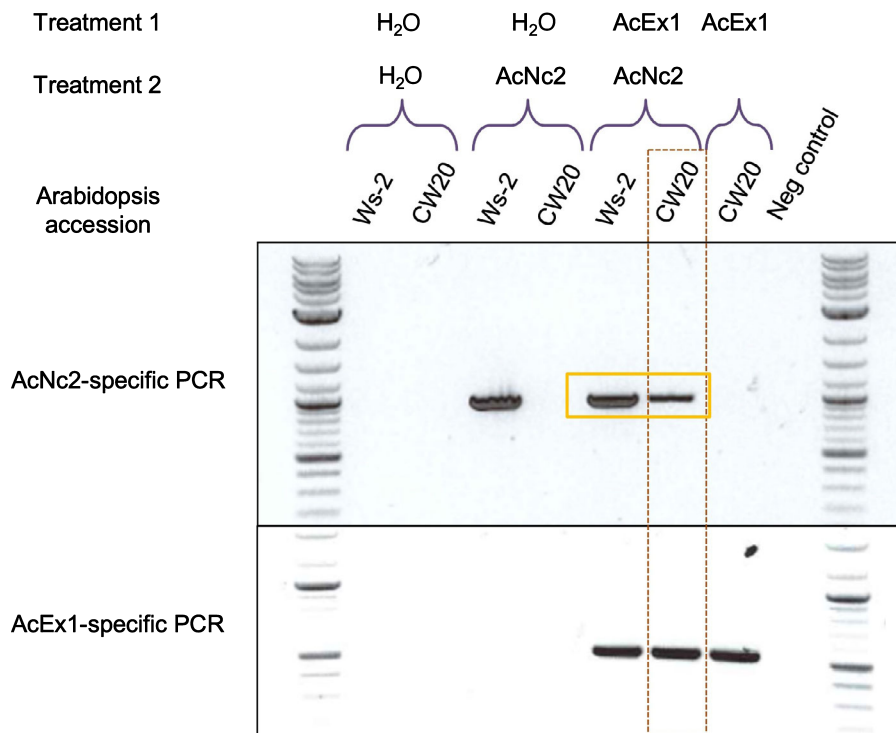 Treatment 1 H₂O H₂O AcEx1 AcEx1
Treatment 2 H₂O AcNc2 AcNc2
Arabidopsis
accession
Ws-2 CW20 Ws-2 CW20 Ws-2 CW20 CW20 Neg control
AcNc2-specific PCR
AcEx1-specific PCR